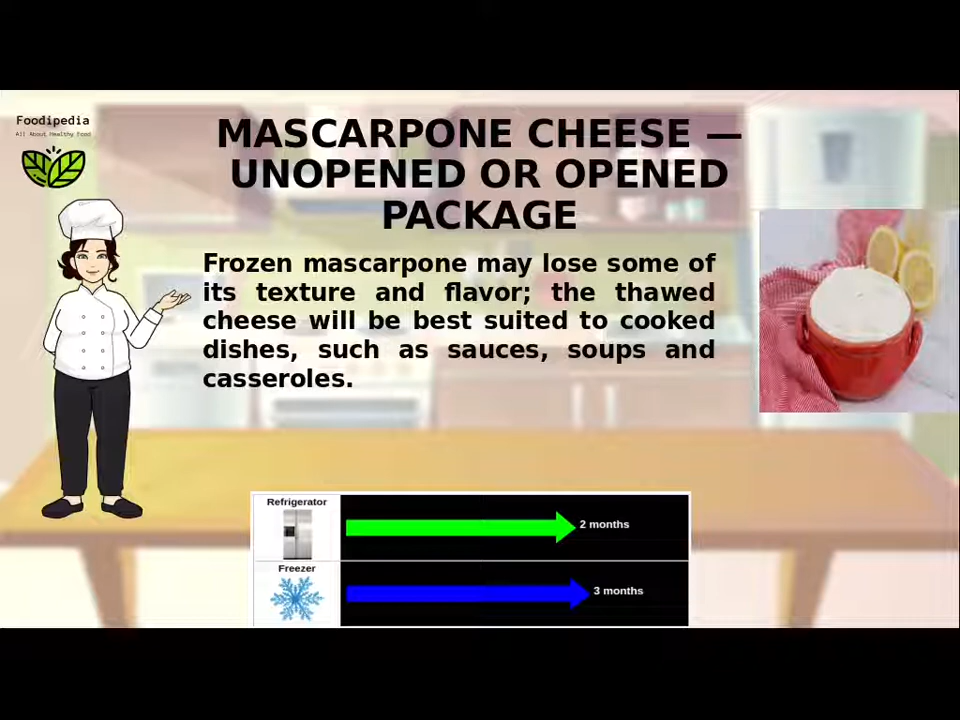 Foodipedia
All About Healthy Food
MASCARPONE CHEESE —
UNOPENED OR OPENED
PACKAGE
Frozen mascarpone may lose some of
its texture and flavor; the thawed
cheese will be best suited to cooked
dishes, such as sauces, soups and
casseroles.
Refrigerator
2 months
Freezer
3 months